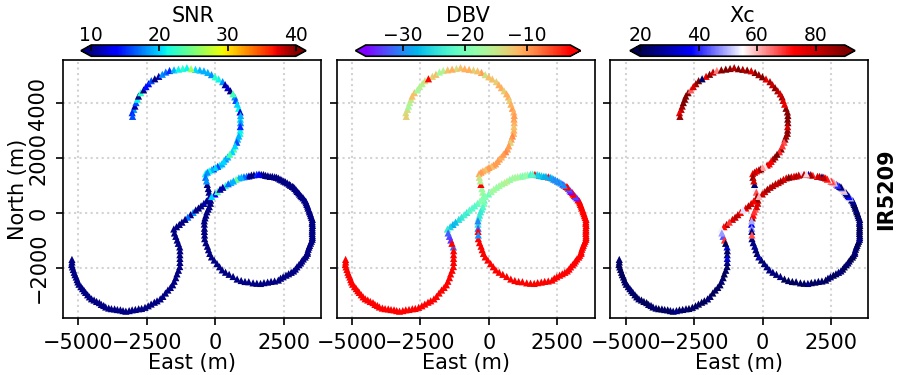 SNR DBV Xc
10 20 30 40 −30 −20 −10 20 40 60 80
North (m)
4000
2000
0
−2000
IR5209
−5000 −2500 0 2500 −5000 −2500 0 2500 −5000 −2500 0 2500
East (m) East (m) East (m)